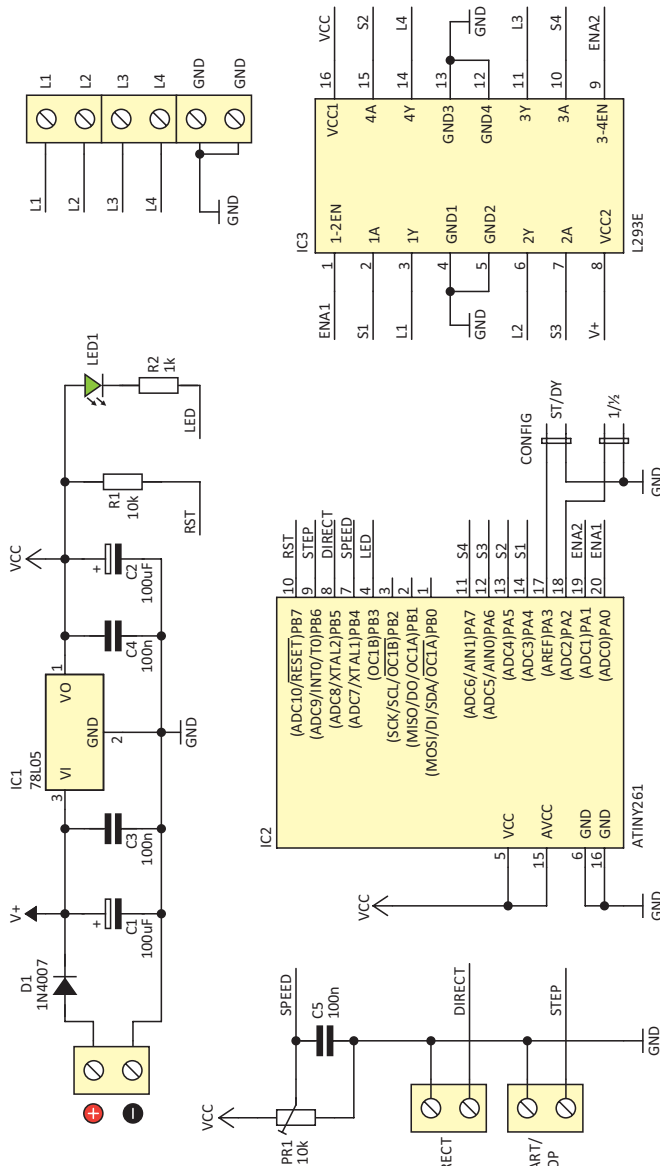 D1
1N4007
V+
+
C1
100uF
C3
100n
IC1
78L05
3
VI
GND
VO
1
2
GND
C4
100n
VCC
+
C2
100uF
R1
10k
RST
LED1
R2
1k
LED
L1
L2
L3
L4
GND
L1
L2
L3
L4
GND
GND
VCC
PR1
10k
SPEED
C5
100n
DIRECT
STEP
GND
RECT
ART/
OP
VCC
IC2
5
VCC
15
AVCC
6
GND
16
GND
GND
ATINY261
(ADC10/RESET)PB7
10
RST
(ADC9/INT0/T0)PB6
9
STEP
(ADC8/XTAL2)PB5
8
DIRECT
(ADC7/XTAL1)PB4
7
SPEED
(OC1B)PB3
4
LED
(SCK/SCL/OC1B)PB2
3
(MISO/DO/OC1A)PB1
2
(MOSI/DI/SDA/OC1A)PB0
1
(ADC6/AIN1)PA7
11
S4
(ADC5/AIN0)PA6
12
S3
(ADC4)PA5
13
S2
(ADC3)PA4
14
S1
(AREF)PA3
17
(ADC2)PA2
18
(ADC1)PA1
19
ENA2
(ADC0)PA0
20
ENA1
CONFIG
ST/DY
1/½
GND
IC3
ENA1
1
1-2EN
S1
2
1A
L1
3
1Y
4
GND1
GND
5
GND2
L2
6
2Y
S3
7
2A
V+
8
VCC2
VCC1
16
VCC
4A
15
S2
4Y
14
L4
GND3
13
GND
GND4
12
3Y
11
L3
3A
10
S4
3-4EN
9
ENA2
L293E